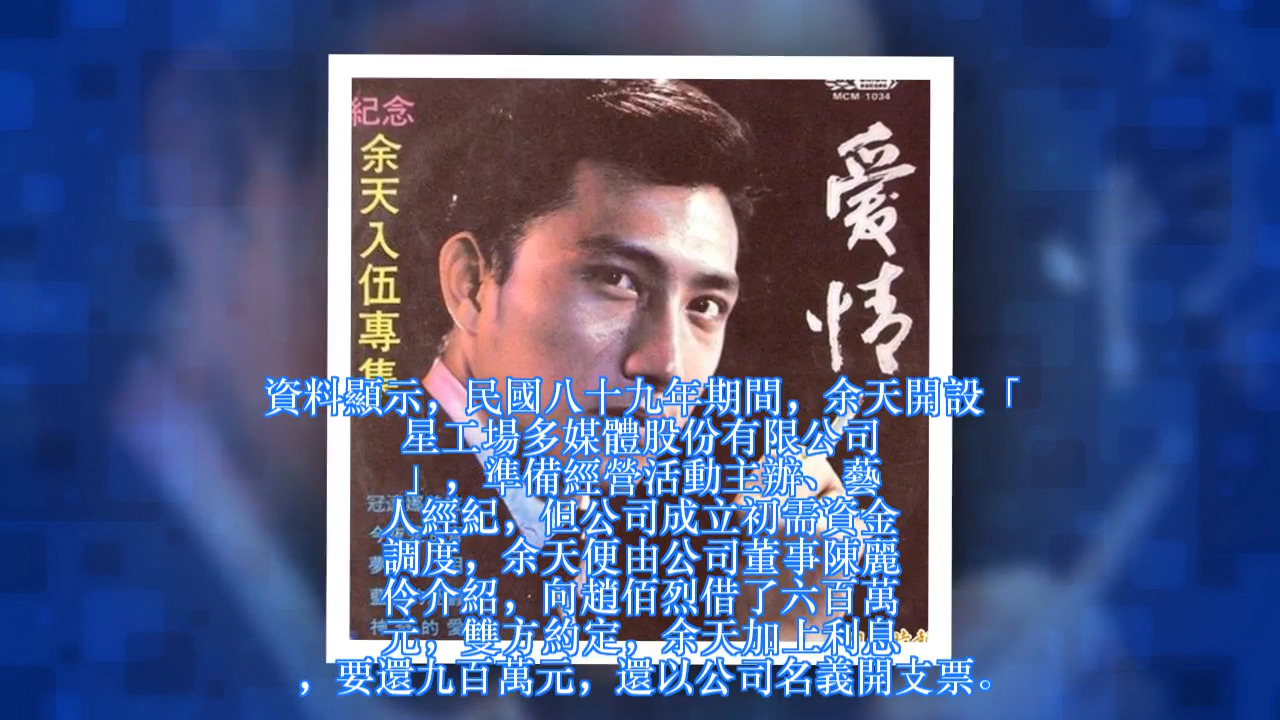 MCM-1034
紀念
余天入伍專集
愛情
資料顯示，民國八十九年期間，余天開設「
星工場多媒體股份有限公司
」，準備經營活動主辦、藝
人經紀，但公司成立初需資金
調度，余天便由公司董事陳麗
伶介紹，向趙佰烈借了六百萬
元，雙方約定，余天加上利息
，要還九百萬元，還以公司名義開支票。